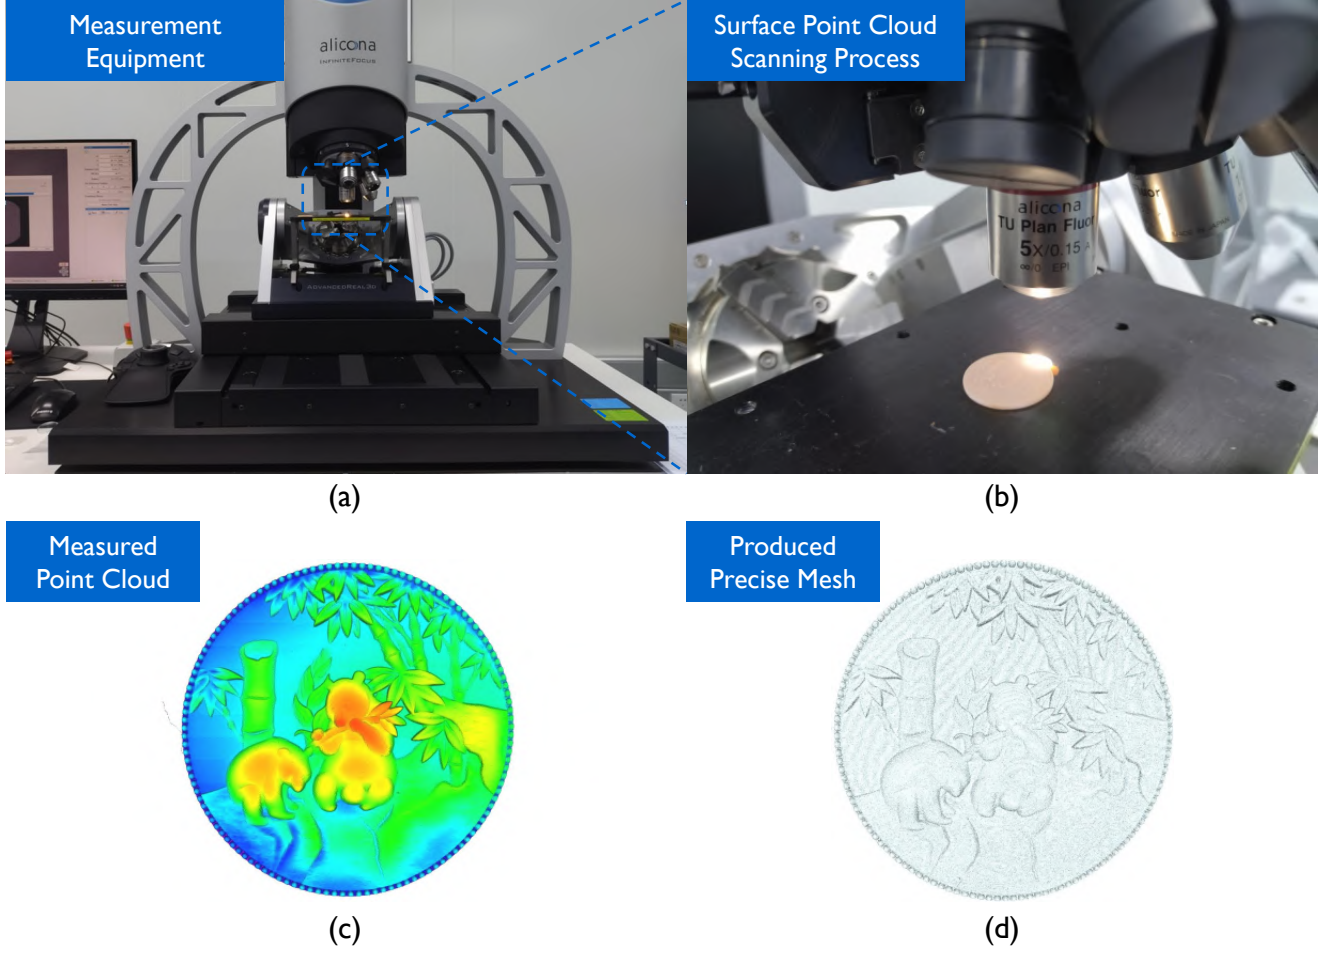 Measurement
Equipment
alicona
INFINITEFOCUS
ADVANCEDREAL3D
(a)
Surface Point Cloud
Scanning Process
alicona
TU Plan Fluor
5X/0.15 A
∞/0 EPI
(b)
Measured
Point Cloud
(c)
Produced
Precise Mesh
(d)